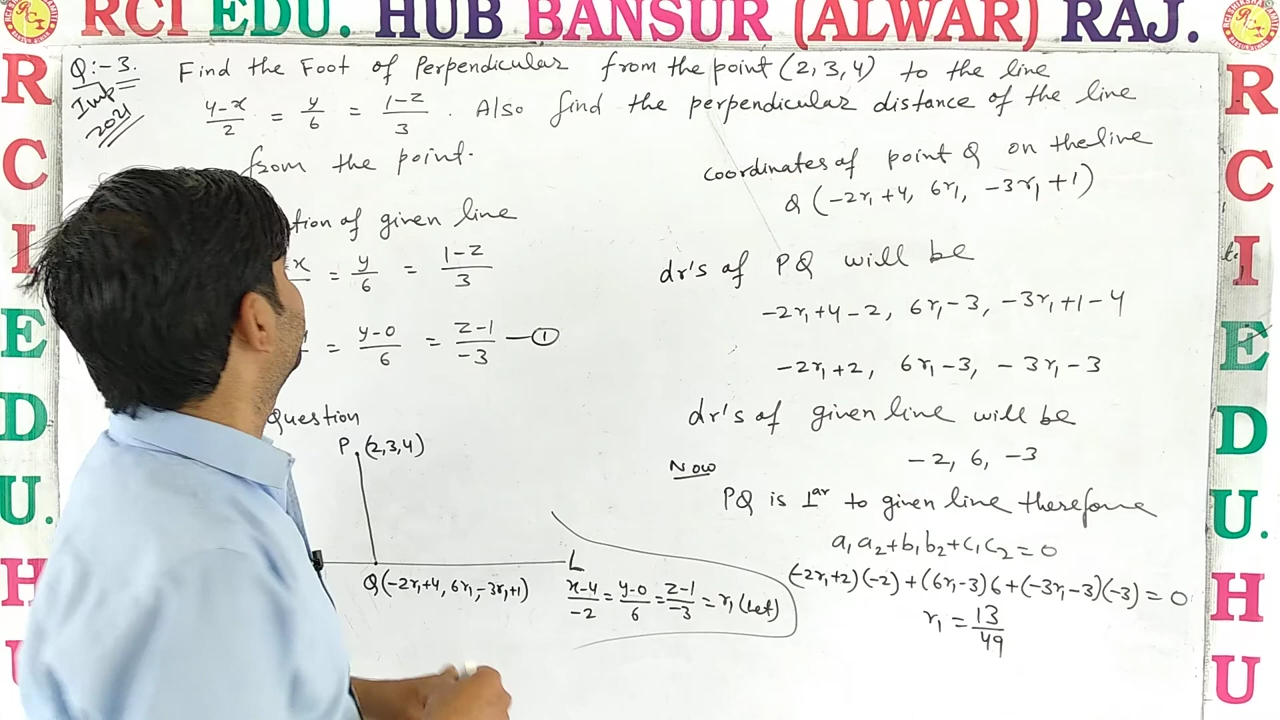 RCI EDU. HUB BANSUR (ALWAR) RAJ.
R
C
I
E
D
U.
H
U
Q:-3. Find the Foot of Perpendicular from the point (2, 3, 4) to the line
Imp= 2021
4-x/2 = y/6 = 1-z/3 . Also find the perpendicular distance of the line
from the point.
tion of given line
x = y/6 = 1-z/3
= y-0/6 = z-1/-3 —①
Question
P (2,3,4)
L
Q(-2r₁+4, 6r₁, -3r₁+1)
x-4/-2 = y-0/6 = z-1/-3 = r₁ (Let)
coordinates of point Q on the line
Q (-2r₁+4, 6r₁, -3r₁+1)
dr's of PQ will be
-2r₁+4-2, 6r₁-3, -3r₁+1-4
-2r₁+2, 6r₁-3, -3r₁-3
dr's of given line will be
-2, 6, -3
Now
PQ is ⊥ar to given line therefore
a₁a₂+b₁b₂+c₁c₂=0
(-2r₁+2)(-2)+(6r₁-3)6+(-3r₁-3)(-3)=0
r₁ = 13/49
R
C
I
E
D
U.
H
U